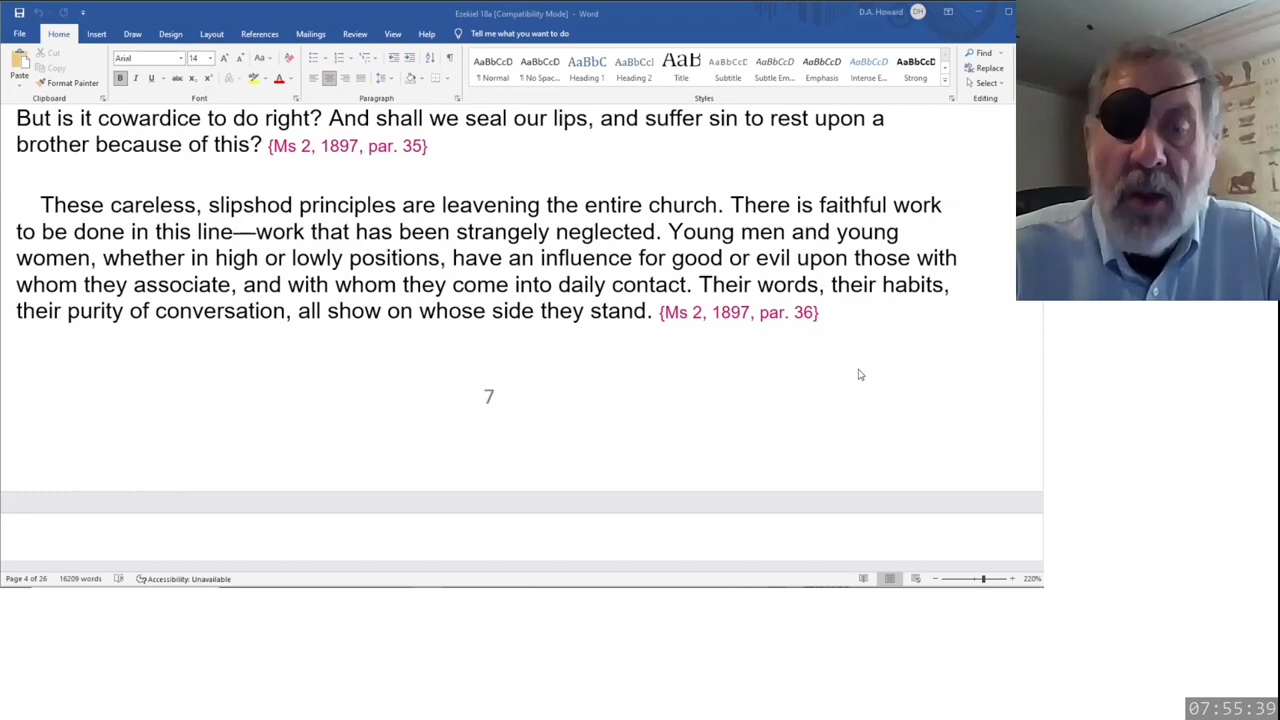 Ezekiel 18a [Compatibility Mode] - Word
D.A. Howard DH
File Home Insert Draw Design Layout References Mailings Review View Help Tell me what you want to do
Paste
Cut
Copy
Format Painter
Clipboard
Arial 14
Font
Paragraph
AaBbCcD AaBbCcD AaBbC AaBbCcl AaB AaBbCcD AaBbCcD AaBbCcD AaBbCcD AaBbCcD
¶ Normal ¶ No Spac... Heading 1 Heading 2 Title Subtitle Subtle Em... Emphasis Intense E... Strong
Styles
Find
Replace
Select
Editing
But is it cowardice to do right? And shall we seal our lips, and suffer sin to rest upon a
brother because of this? {Ms 2, 1897, par. 35}
These careless, slipshod principles are leavening the entire church. There is faithful work
to be done in this line—work that has been strangely neglected. Young men and young
women, whether in high or lowly positions, have an influence for good or evil upon those with
whom they associate, and with whom they come into daily contact. Their words, their habits,
their purity of conversation, all show on whose side they stand. {Ms 2, 1897, par. 36}
7
Page 4 of 26 16209 words Accessibility: Unavailable 220%
07:55:39